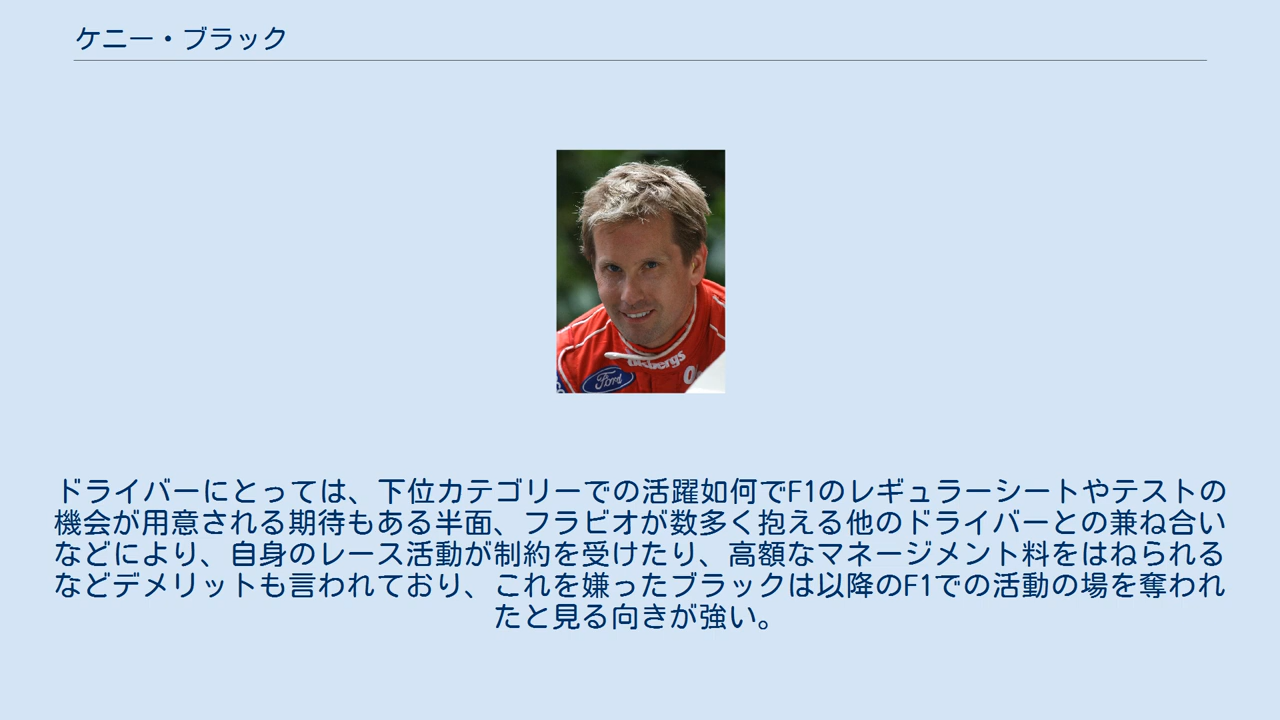 ケニー・ブラック
Ford
ドライバーにとっては、下位カテゴリーでの活躍如何でF1のレギュラーシートやテストの
機会が用意される期待もある半面、フラビオが数多く抱える他のドライバーとの兼ね合い
などにより、自身のレース活動が制約を受けたり、高額なマネージメント料をはねられる
などデメリットも言われており、これを嫌ったブラックは以降のF1での活動の場を奪われ
たと見る向きが強い。